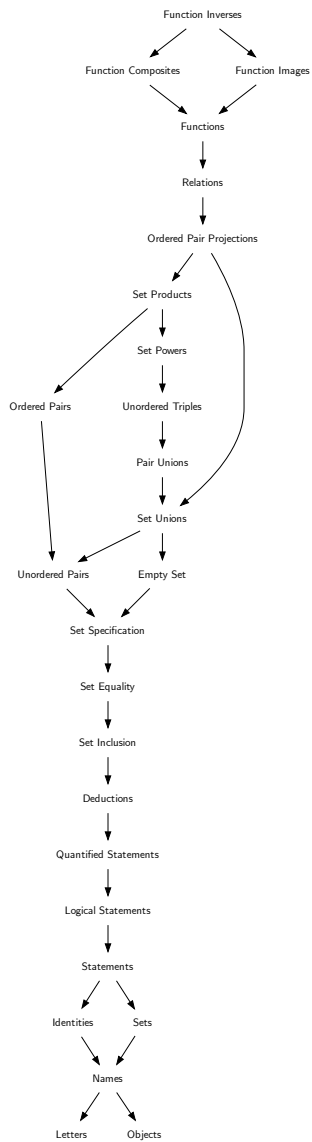 Function Inverses
Function Composites
Function Images
Functions
Relations
Ordered Pair Projections
Set Products
Set Powers
Ordered Pairs
Unordered Triples
Pair Unions
Set Unions
Unordered Pairs
Empty Set
Set Specification
Set Equality
Set Inclusion
Deductions
Quantified Statements
Logical Statements
Statements
Identities
Sets
Names
Letters
Objects